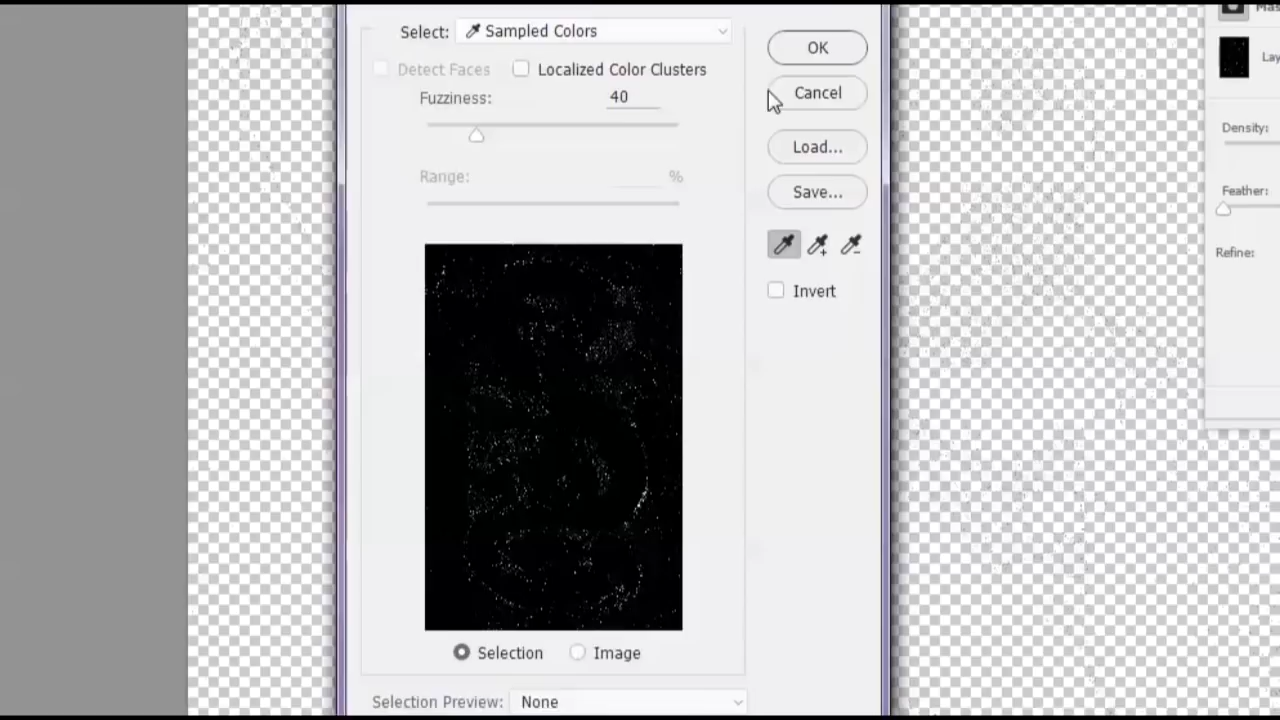 Select: Sampled Colors
Detect Faces Localized Color Clusters
Fuzziness: 40
Range: %
Selection Image
Selection Preview: None
OK
Cancel
Load...
Save...
Invert
Density:
Feather:
Refine: